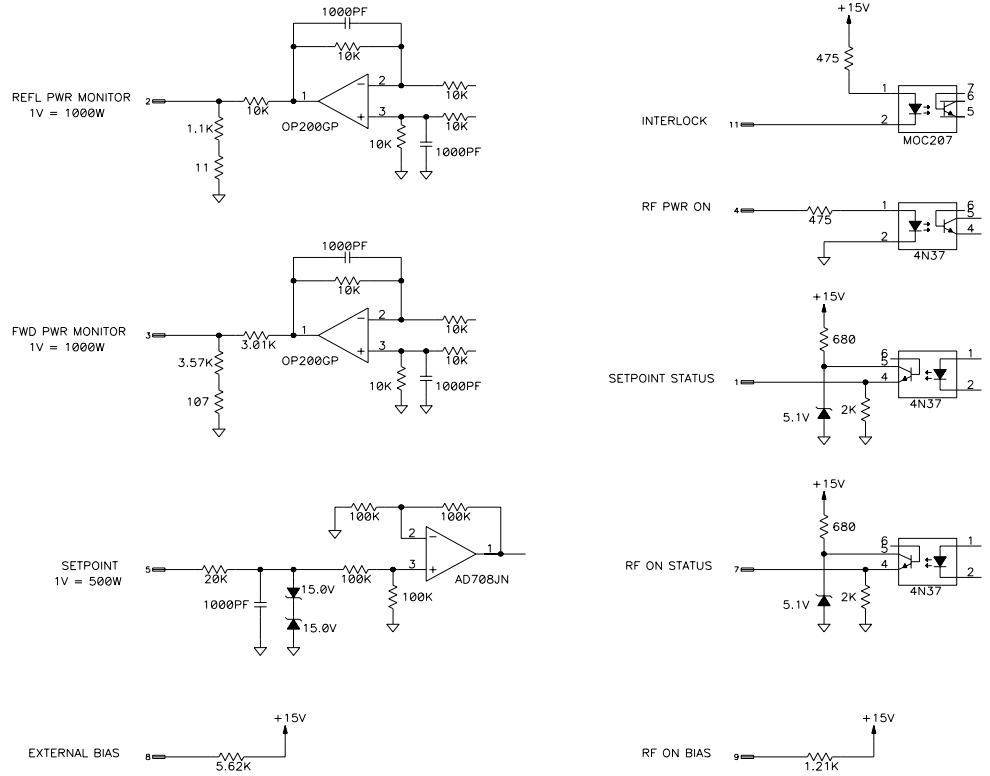 1000PF
10K
REFL PWR MONITOR
1V = 1000W
2
10K
1
2
3
10K
10K
OP200GP
1.1K
11
10K
1000PF
1000PF
10K
FWD PWR MONITOR
1V = 1000W
3
3.01K
1
2
3
10K
10K
OP200GP
3.57K
107
10K
1000PF
100K
100K
2
3
1
AD708JN
SETPOINT
1V = 500W
5
20K
100K
1000PF
15.0V
15.0V
100K
+15V
EXTERNAL BIAS
8
5.62K
+15V
475
1
2
7
6
5
INTERLOCK
11
MOC207
RF PWR ON
4
475
1
2
6
5
4
4N37
+15V
680
6
5
4
1
2
SETPOINT STATUS
1
4N37
5.1V
2K
+15V
680
6
5
4
1
2
RF ON STATUS
7
4N37
5.1V
2K
+15V
RF ON BIAS
9
1.21K